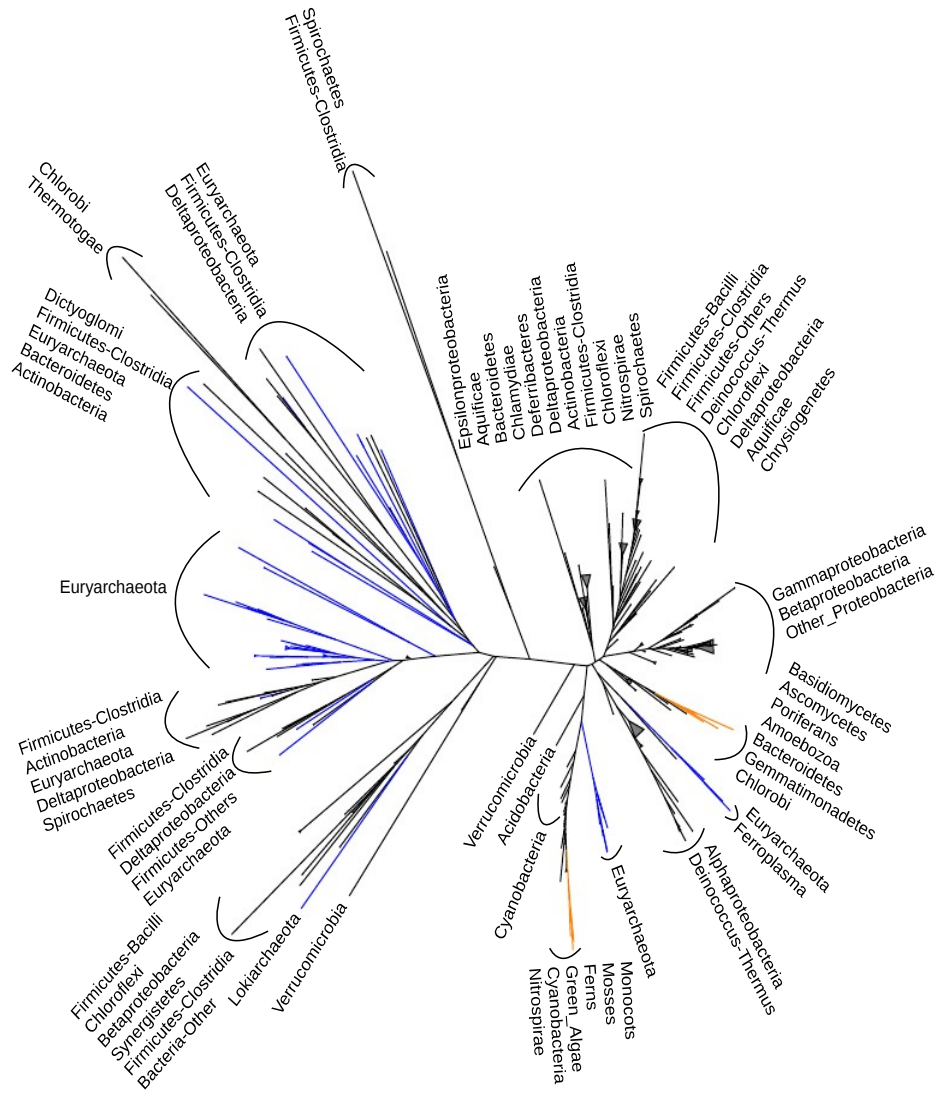 Spirochaetes
Firmicutes-Clostridia
Chlorobi
Thermotogae
Euryarchaeota
Firmicutes-Clostridia
Deltaproteobacteria
Dictyoglomi
Firmicutes-Clostridia
Euryarchaeota
Bacteroidetes
Actinobacteria
Epsilonproteobacteria
Aquificae
Bacteroidetes
Chlamydiae
Deferribacteres
Deltaproteobacteria
Actinobacteria
Firmicutes-Clostridia
Chloroflexi
Nitrospirae
Spirochaetes
Firmicutes-Bacilli
Firmicutes-Clostridia
Firmicutes-Others
Deinococcus-Thermus
Chloroflexi
Deltaproteobacteria
Aquificae
Chrysiogenetes
Gammaproteobacteria
Betaproteobacteria
Other_Proteobacteria
Euryarchaeota
Basidiomycetes
Ascomycetes
Poriferans
Amoebozoa
Bacteroidetes
Gemmatimonadetes
Chlorobi
Euryarchaeota
Ferroplasma
Alphaproteobacteria
Deinococcus-Thermus
Euryarchaeota
Monocots
Mosses
Ferns
Green_Algae
Cyanobacteria
Nitrospirae
Cyanobacteria
Acidobacteria
Verrucomicrobia
Firmicutes-Clostridia
Actinobacteria
Euryarchaeota
Deltaproteobacteria
Spirochaetes
Firmicutes-Clostridia
Deltaproteobacteria
Firmicutes-Others
Euryarchaeota
Firmicutes-Bacilli
Chloroflexi
Betaproteobacteria
Synergistetes
Firmicutes-Clostridia
Bacteria-Other
Lokiarchaeota
Verrucomicrobia